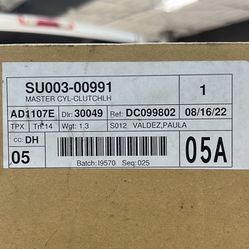 SU003-00991 1
MASTER CYL-CLUTCHLH
AD1107E Dlr: 30049 Ref: DC099802 08/16/22
TPX Trk:14 Wgt: 1.3 S012 VALDEZ,PAULA
cc: DH
05 05A
Batch: I9570 Seq: 025